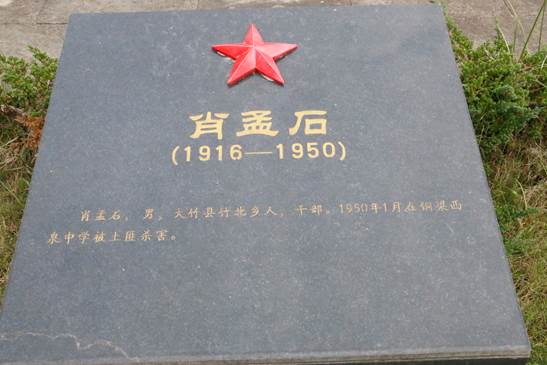 肖孟石
(1916—1950)
肖孟石，男，大竹县竹北乡人，干部。1950年1月在铜梁西
泉中学被土匪杀害。